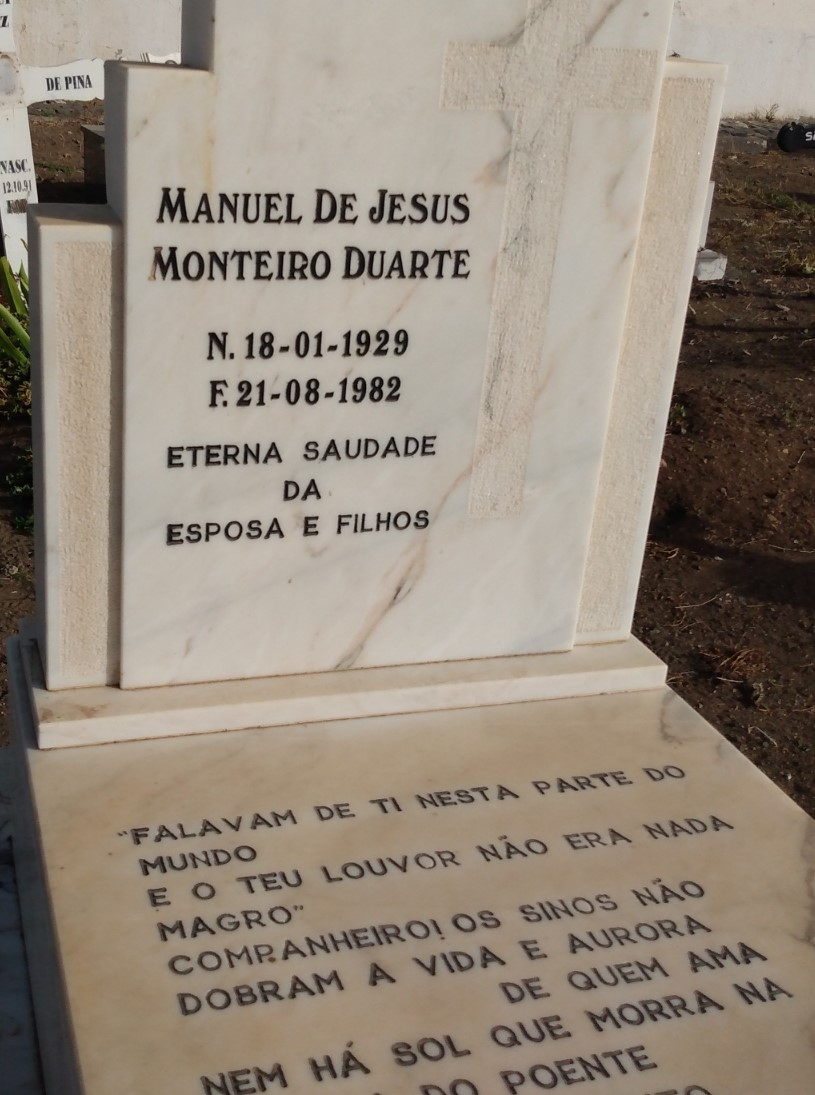 DE PINA
NASC.
12.10.91
MANUEL DE JESUS
MONTEIRO DUARTE
N. 18-01-1929
F. 21-08-1982
ETERNA SAUDADE
DA
ESPOSA E FILHOS
"FALAVAM DE TI NESTA PARTE DO
MUNDO
E O TEU LOUVOR NÃO ERA NADA
MAGRO"
COMPANHEIRO! OS SINOS NÃO
DOBRAM A VIDA E AURORA
DE QUEM AMA
NEM HÁ SOL QUE MORRA NA
DO POENTE